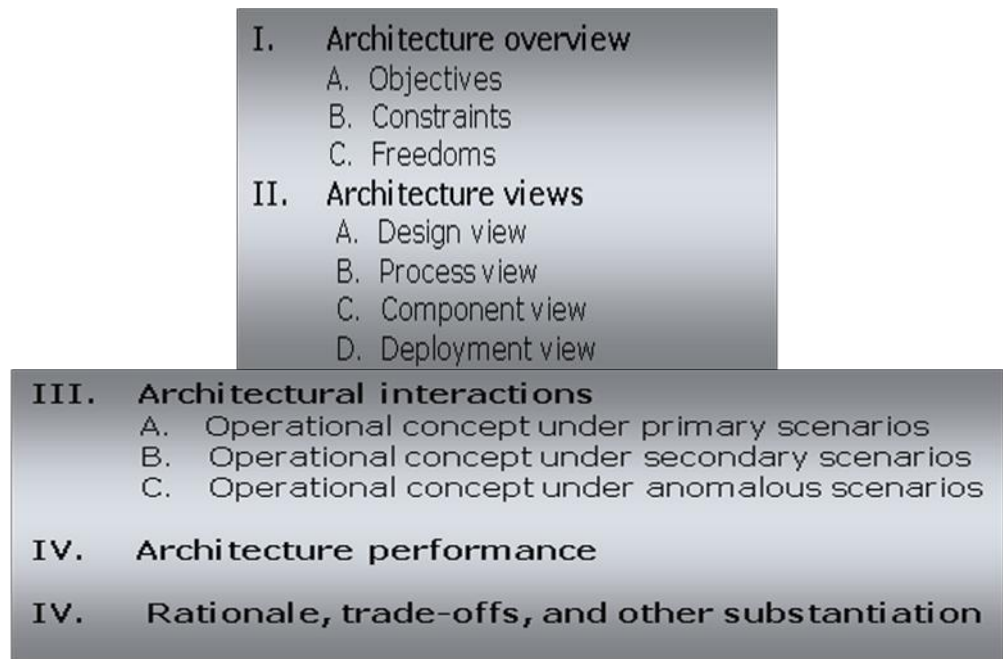 I. Architecture overview
A. Objectives
B. Constraints
C. Freedoms
II. Architecture views
A. Design view
B. Process view
C. Component view
D. Deployment view
III. Architectural interactions
A. Operational concept under primary scenarios
B. Operational concept under secondary scenarios
C. Operational concept under anomalous scenarios
IV. Architecture performance
IV. Rationale, trade-offs, and other substantiation